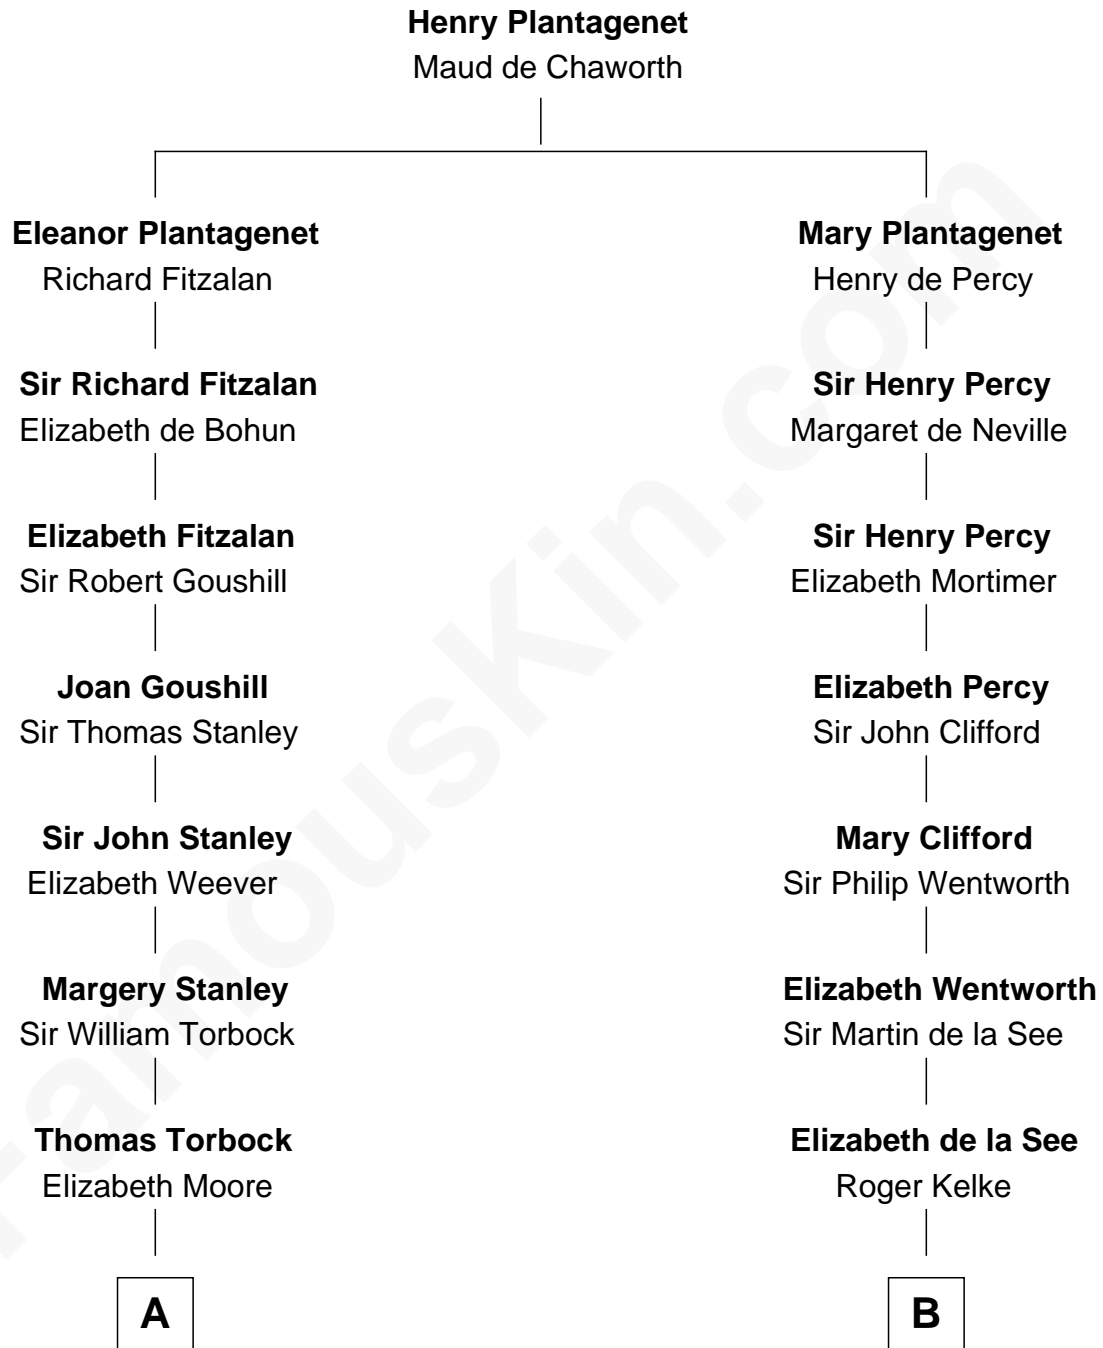 Henry Plantagenet
Maud de Chaworth
Eleanor Plantagenet
Richard Fitzalan
Mary Plantagenet
Henry de Percy
Sir Richard Fitzalan
Elizabeth de Bohun
Sir Henry Percy
Margaret de Neville
Elizabeth Fitzalan
Sir Robert Goushill
Sir Henry Percy
Elizabeth Mortimer
Joan Goushill
Sir Thomas Stanley
Elizabeth Percy
Sir John Clifford
Sir John Stanley
Elizabeth Weever
Mary Clifford
Sir Philip Wentworth
Margery Stanley
Sir William Torbock
Elizabeth Wentworth
Sir Martin de la See
Thomas Torbock
Elizabeth Moore
Elizabeth de la See
Roger Kelke
A
B
FamousKin.com